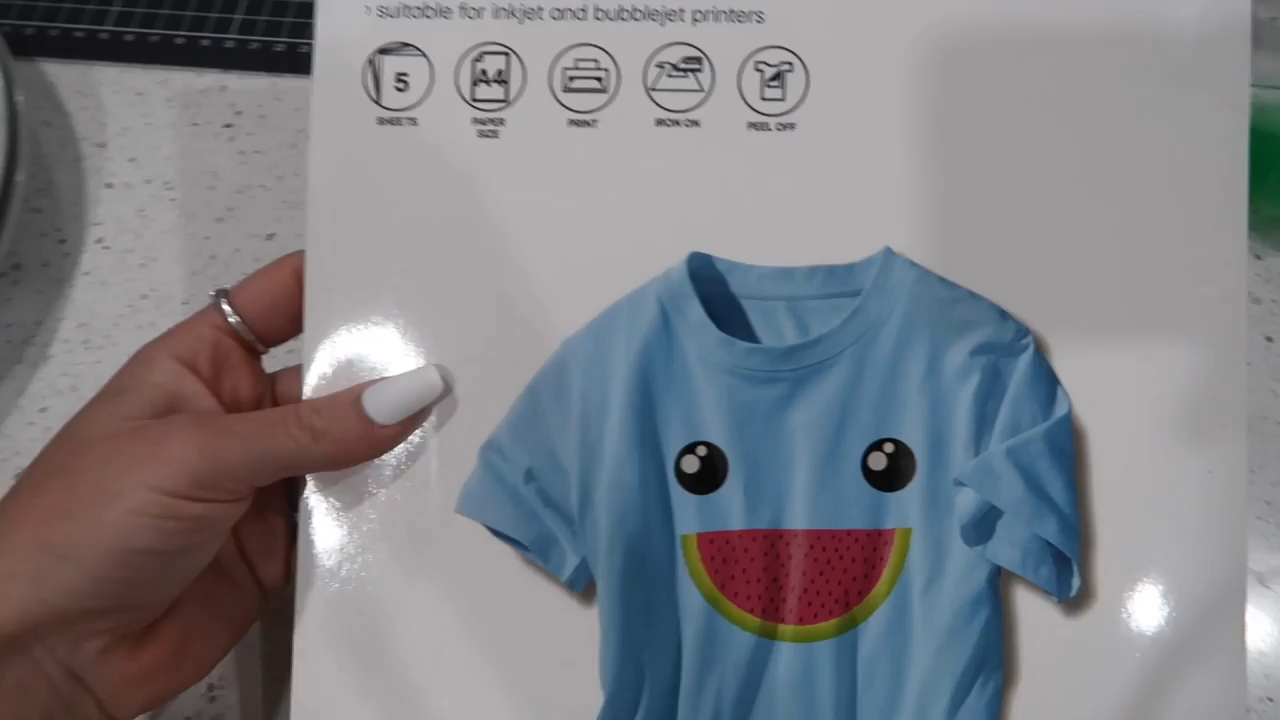 › suitable for inkjet and bubblejet printers
5 A4
SHEETS PAPER SIZE PRINT IRON ON PEEL OFF